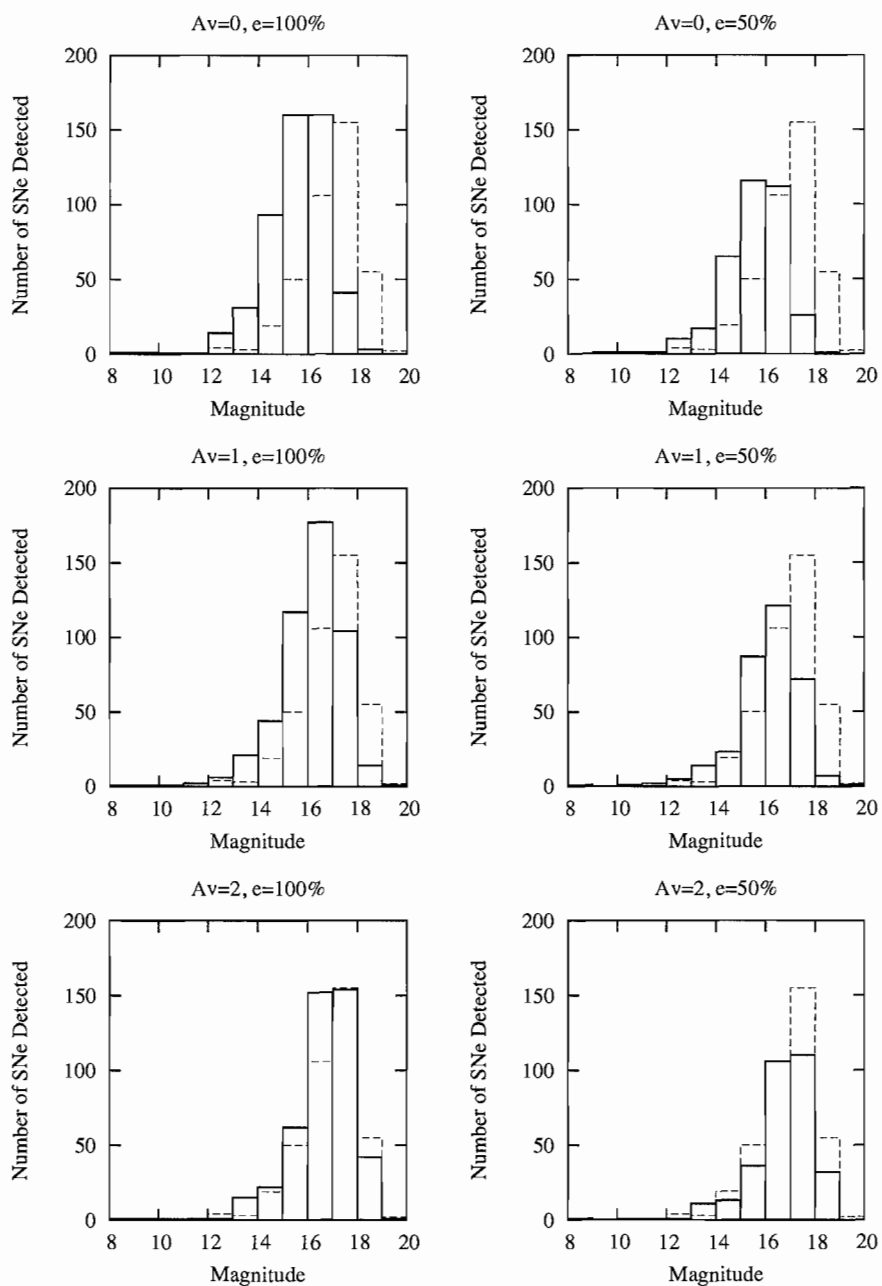 Av=0, e=100%
200
150
100
50
0
8 10 12 14 16 18 20
Number of SNe Detected
Magnitude
Av=0, e=50%
200
150
100
50
0
8 10 12 14 16 18 20
Number of SNe Detected
Magnitude
Av=1, e=100%
200
150
100
50
0
8 10 12 14 16 18 20
Number of SNe Detected
Magnitude
Av=1, e=50%
200
150
100
50
0
8 10 12 14 16 18 20
Number of SNe Detected
Magnitude
Av=2, e=100%
200
150
100
50
0
8 10 12 14 16 18 20
Number of SNe Detected
Magnitude
Av=2, e=50%
200
150
100
50
0
8 10 12 14 16 18 20
Number of SNe Detected
Magnitude